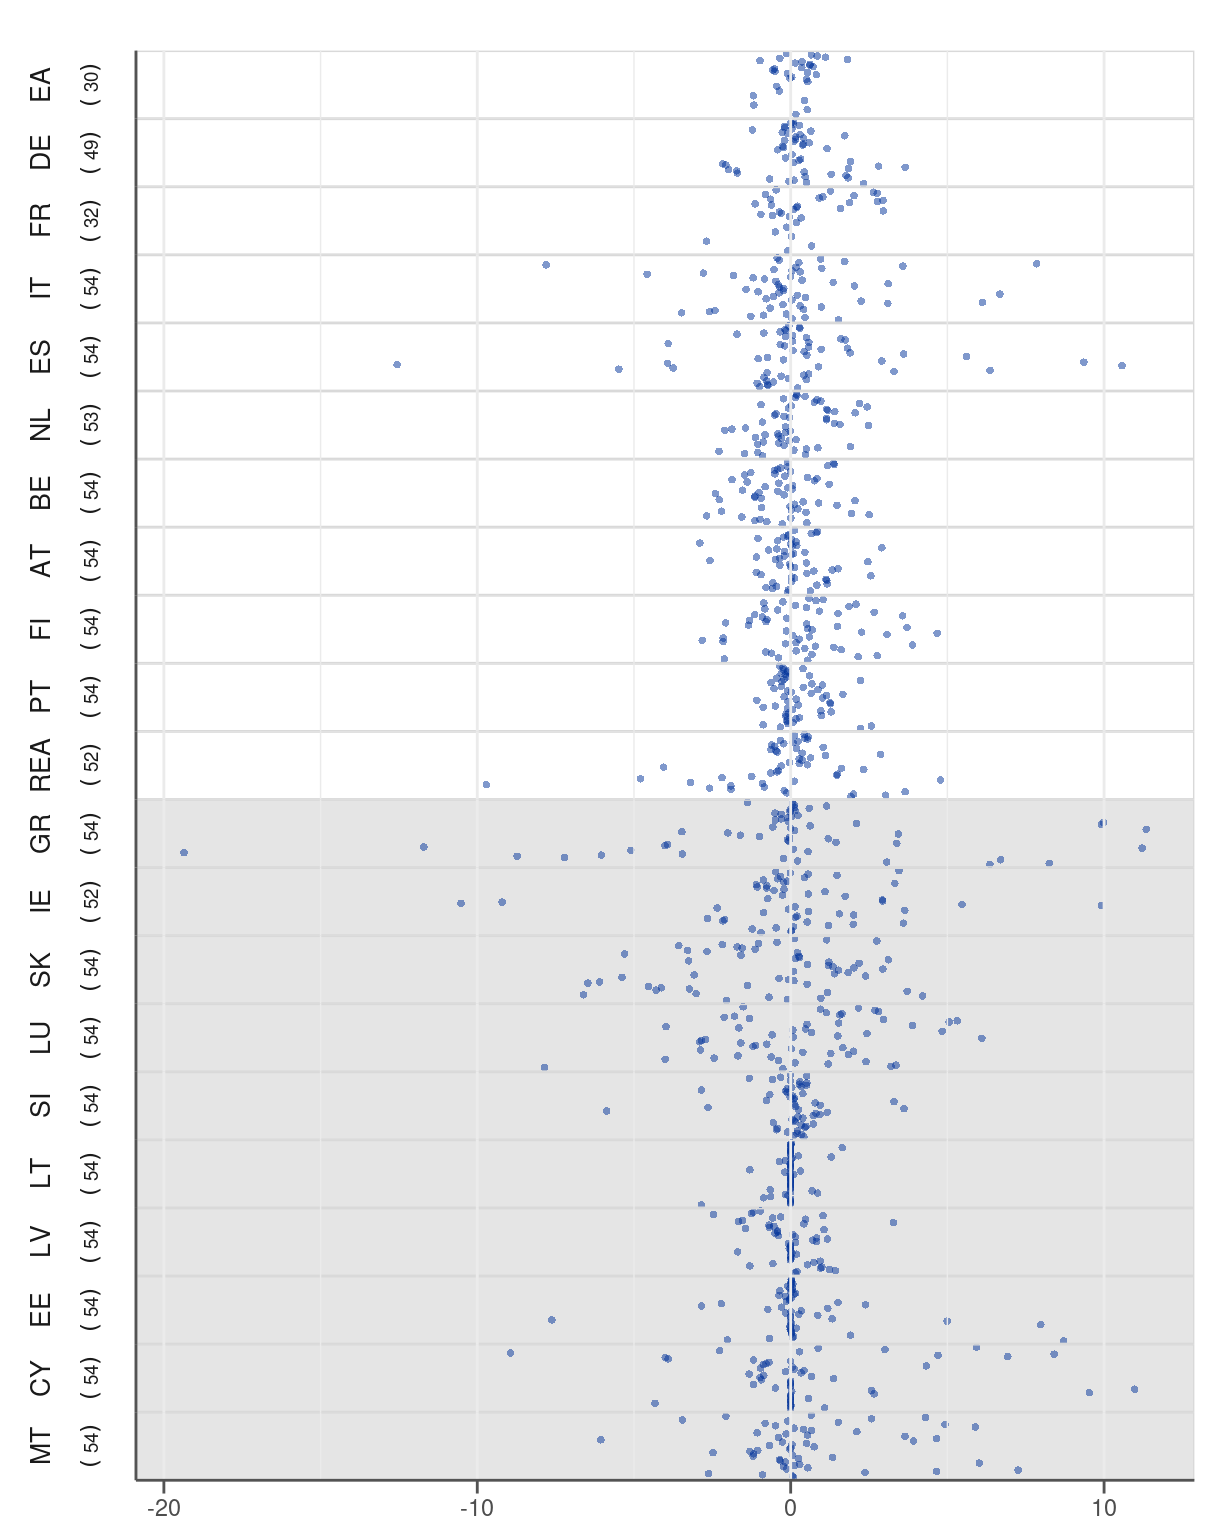 EA ( 30)
DE ( 49)
FR ( 32)
IT ( 54)
ES ( 54)
NL ( 53)
BE ( 54)
AT ( 54)
FI ( 54)
PT ( 54)
REA ( 52)
GR ( 54)
IE ( 52)
SK ( 54)
LU ( 54)
SI ( 54)
LT ( 54)
LV ( 54)
EE ( 54)
CY ( 54)
MT ( 54)
-20 -10 0 10